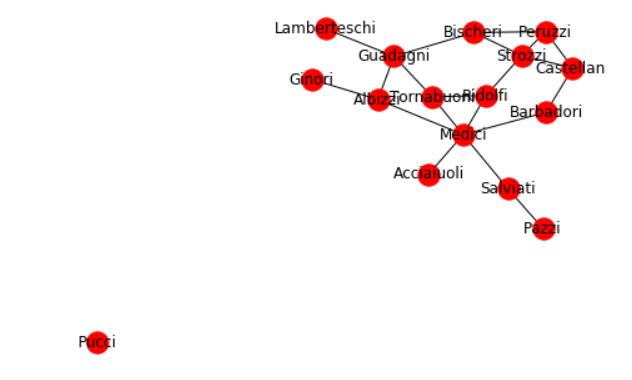 Lamberteschi
Bischeri
Peruzzi
Guadagni
Strozzi
Castellan
Ginori
Albizzi
Tornabuoni
Ridolfi
Barbadori
Medici
Acciaiuoli
Salviati
Pazzi
Pucci